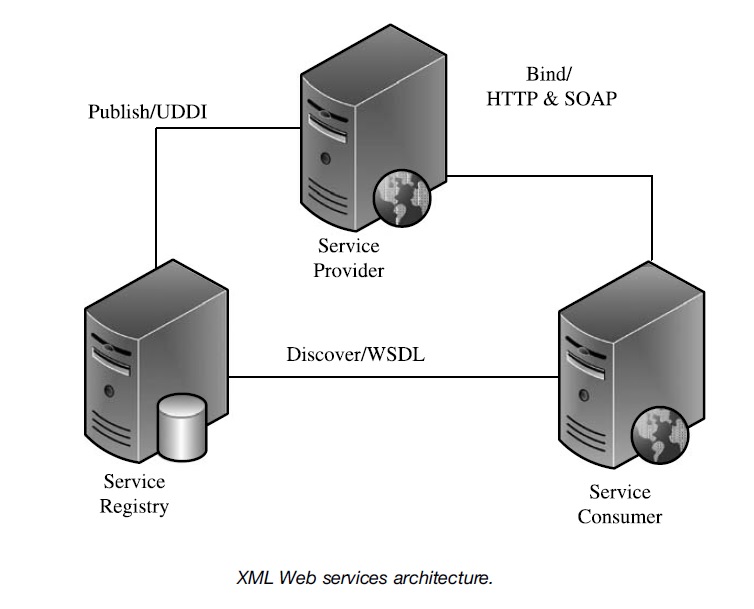 Bind/
HTTP & SOAP
Publish/UDDI
Service
Provider
Discover/WSDL
Service
Registry
Service
Consumer
XML Web services architecture.